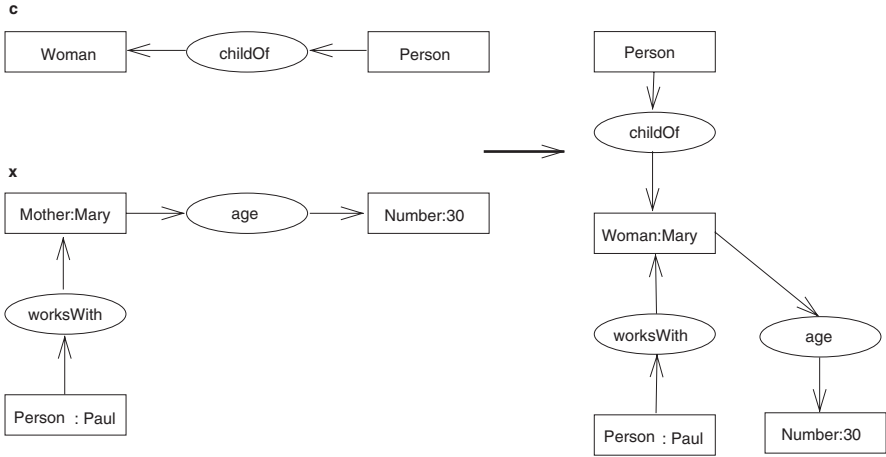 c
Woman
childOf
Person
x
Mother:Mary
age
Number:30
worksWith
Person : Paul
Person
childOf
Woman:Mary
worksWith
age
Person : Paul
Number:30